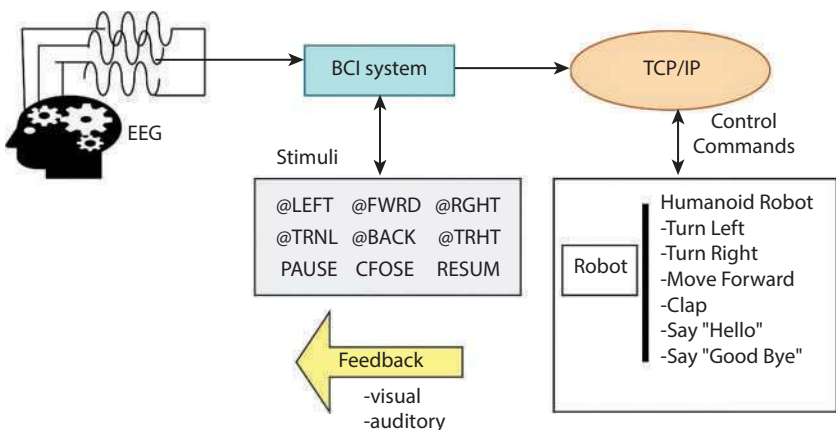 EEG
BCI system
TCP/IP
Stimuli
@LEFT @FWRD @RGHT
@TRNL @BACK @TRHT
PAUSE CFOSE RESUM
Control
Commands
Robot
Humanoid Robot
-Turn Left
-Turn Right
-Move Forward
-Clap
-Say "Hello"
-Say "Good Bye"
Feedback
-visual
-auditory